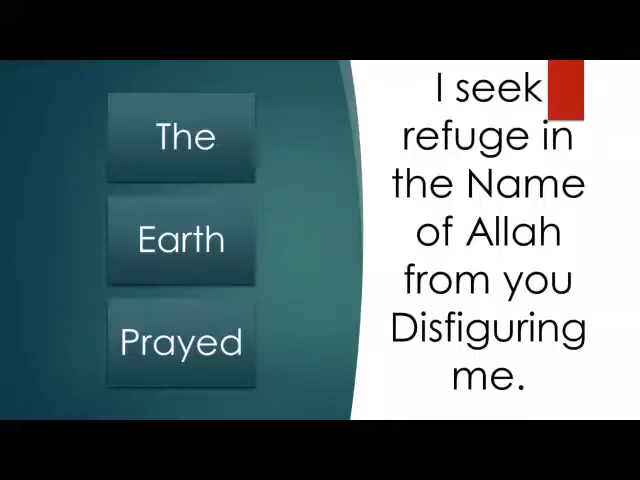 The
Earth
Prayed
I seek
refuge in
the Name
of Allah
from you
Disfiguring
me.